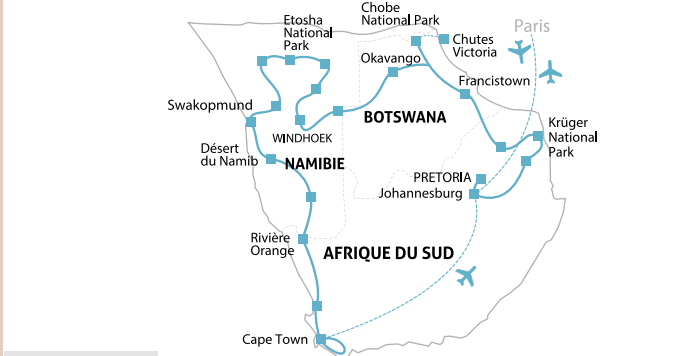 Chobe
National Park
Etosha
National
Park
Paris
Chutes
Victoria
Okavango
Francistown
Swakopmund
BOTSWANA
Krüger
National
Park
WINDHOEK
Désert
du Namib
NAMIBIE
PRETORIA
Johannesburg
Rivière
Orange
AFRIQUE DU SUD
Cape Town